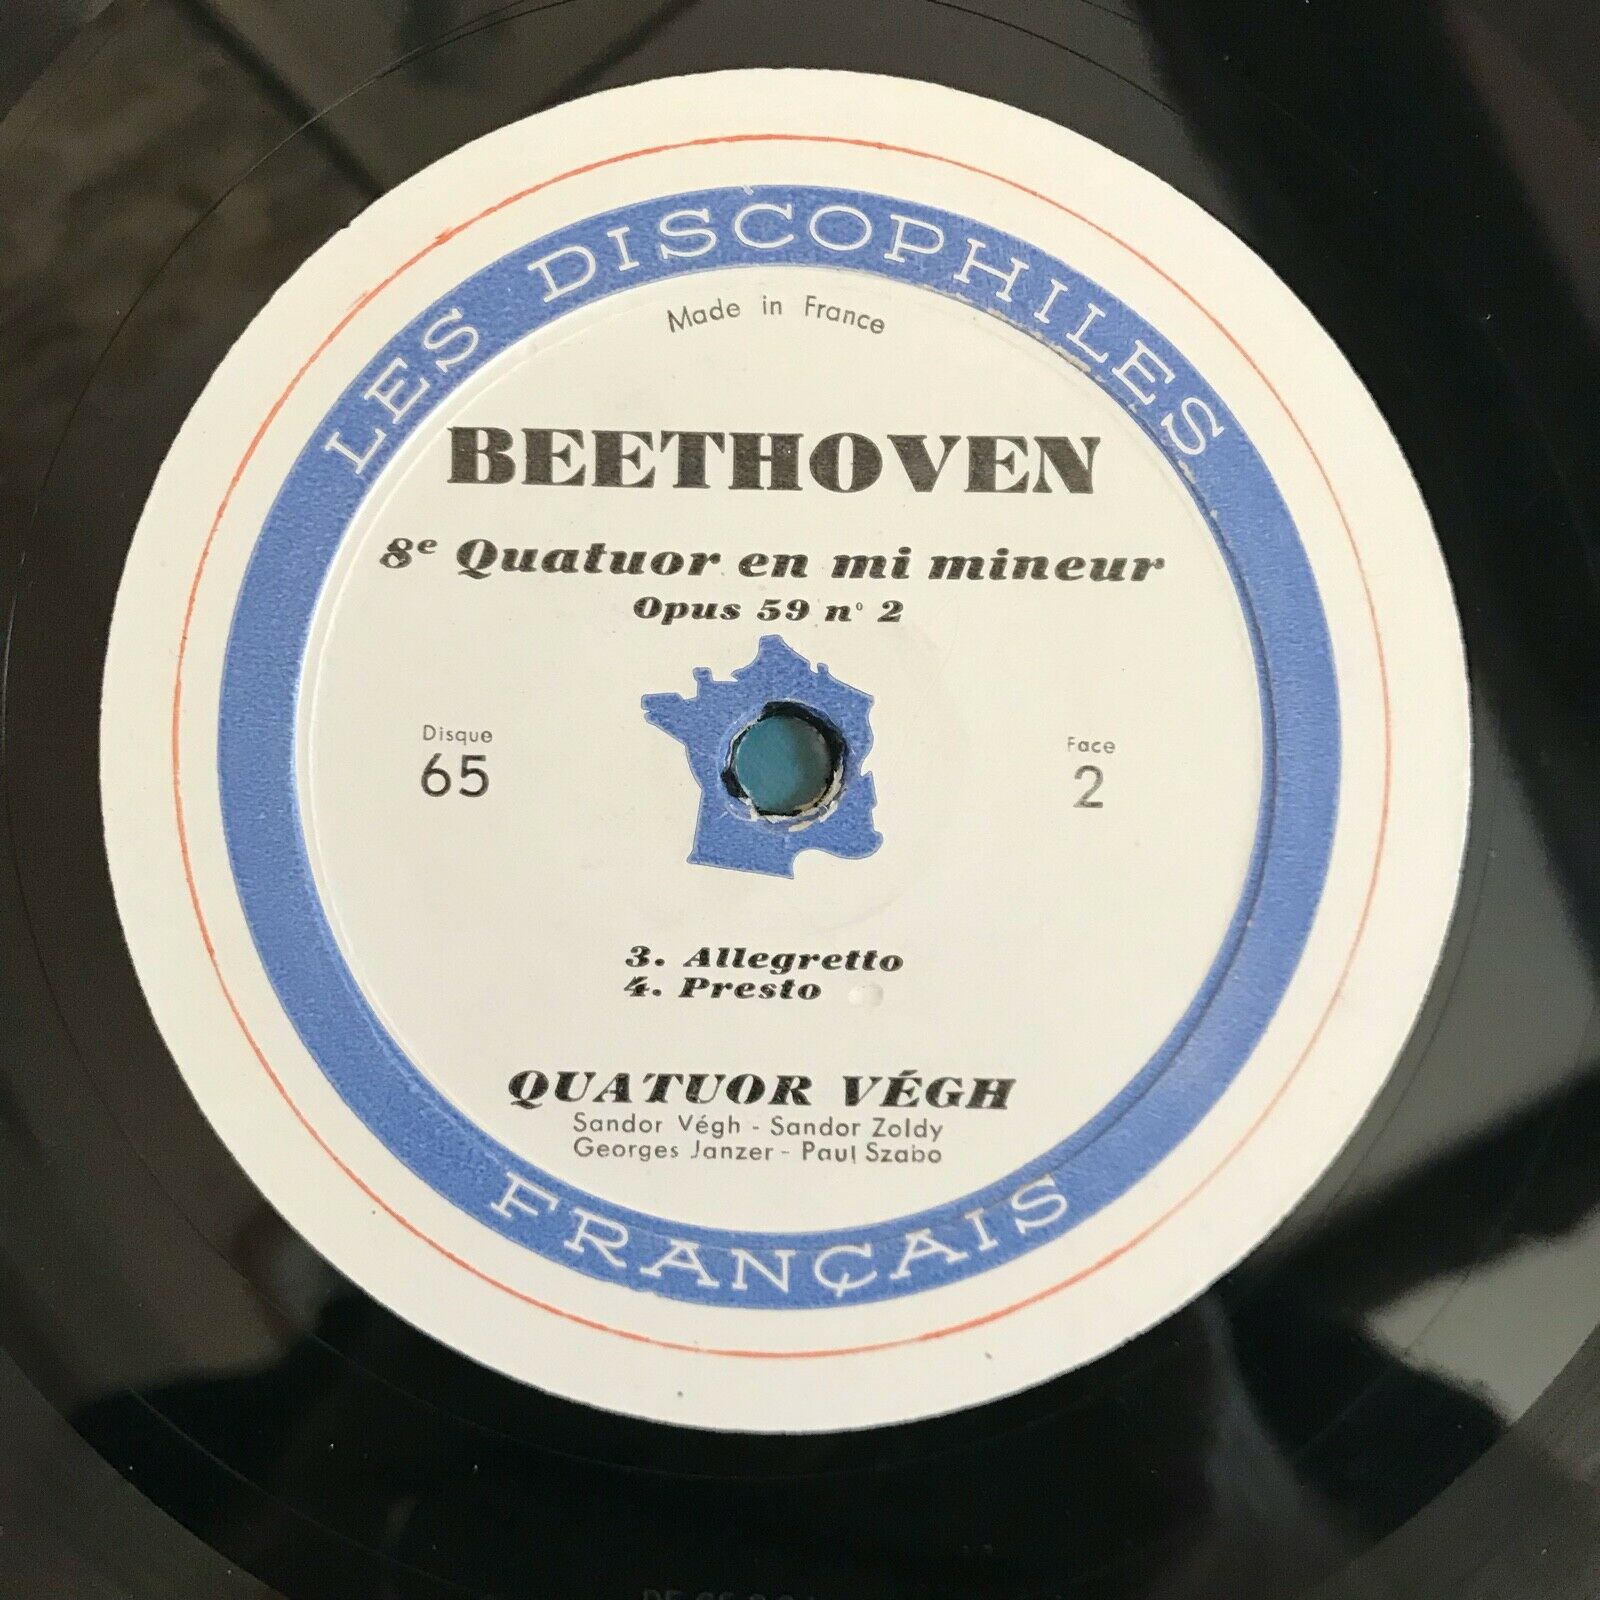 LES DISCOPHILES
Made in France
BEETHOVEN
8e Quatuor en mi mineur
Opus 59 n° 2
Disque
65
Face
2
3. Allegretto
4. Presto
QUATUOR VÉGH
Sandor Végh - Sandor Zoldy
Georges Janzer - Paul Szabo
FRANÇAIS